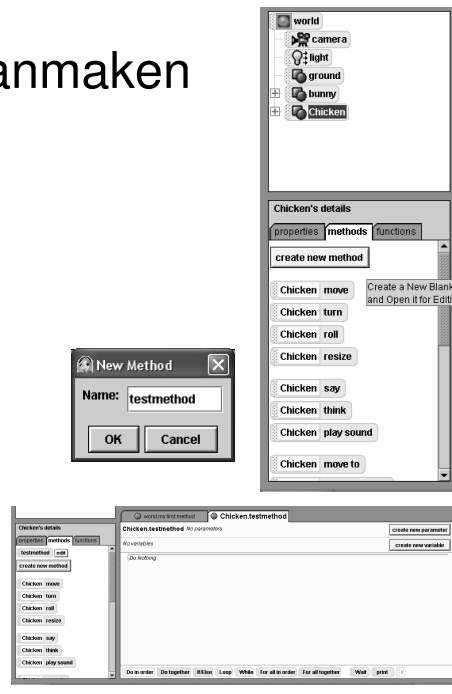 anmaken
world
camera
light
ground
bunny
Chicken
Chicken's details
properties methods functions
create new method
Chicken move
Create a New Blank
and Open it for Editi
Chicken turn
Chicken roll
Chicken resize
Chicken say
Chicken think
Chicken play sound
Chicken move to
New Method
Name: testmethod
OK Cancel
world.my first method Chicken.testmethod
Chicken's details
properties methods functions
testmethod edit
create new method
Chicken move
Chicken turn
Chicken roll
Chicken resize
Chicken say
Chicken think
Chicken play sound
Chicken.testmethod No parameters create new parameter
No variables create new variable
Do Nothing
Do in order Do together If/Else Loop While For all in order For all together Wait print